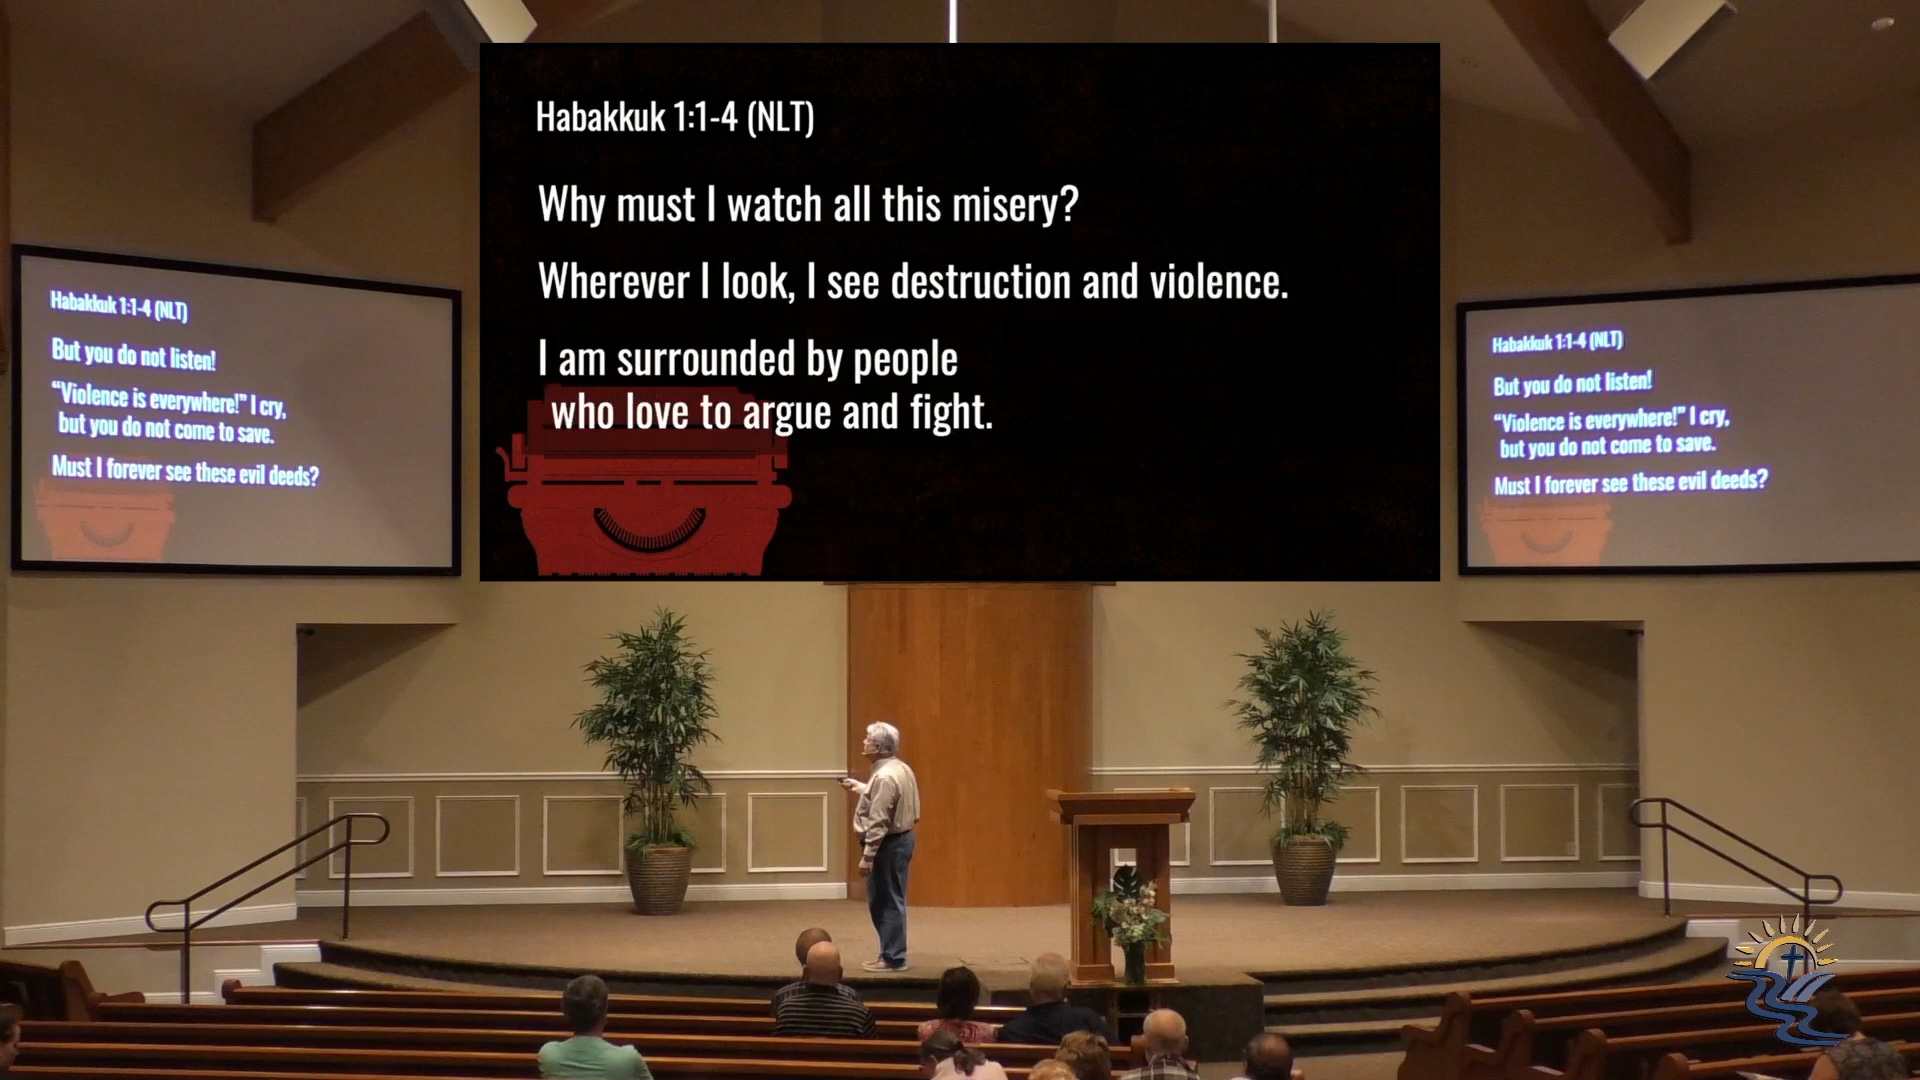 Habakkuk 1:1-4 (NLT)
Why must I watch all this misery?
Wherever I look, I see destruction and violence.
I am surrounded by people
who love to argue and fight.
Habakkuk 1:1-4 (NLT)
But you do not listen!
“Violence is everywhere!” I cry,
but you do not come to save.
Must I forever see these evil deeds?
Habakkuk 1:1-4 (NLT)
But you do not listen!
“Violence is everywhere!” I cry,
but you do not come to save.
Must I forever see these evil deeds?